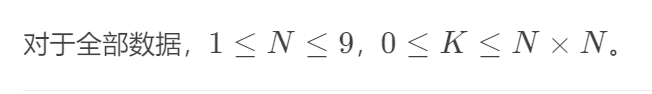 对于全部数据，1 ≤ N ≤ 9，0 ≤ K ≤ N × N。